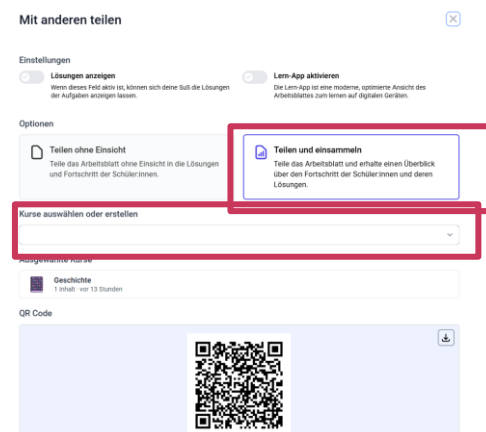 Mit anderen teilen
Einstellungen
Lösungen anzeigen
Wenn dieses Feld aktiv ist, können sich deine SuS die Lösungen
der Aufgaben anzeigen lassen.
Lern-App aktivieren
Die Lern-App ist eine moderne, optimierte Ansicht des
Arbeitsblattes zum lernen auf digitalen Geräten.
Optionen
Teilen ohne Einsicht
Teile das Arbeitsblatt ohne Einsicht in die Lösungen
und Fortschritt der Schüler:innen.
Teilen und einsammeln
Teile das Arbeitsblatt und erhalte einen Überblick
über den Fortschritt der Schüler:innen und deren
Lösungen.
Kurse auswählen oder erstellen
Ausgewählte Kurse
Geschichte
1 Inhalt · vor 13 Stunden
QR Code